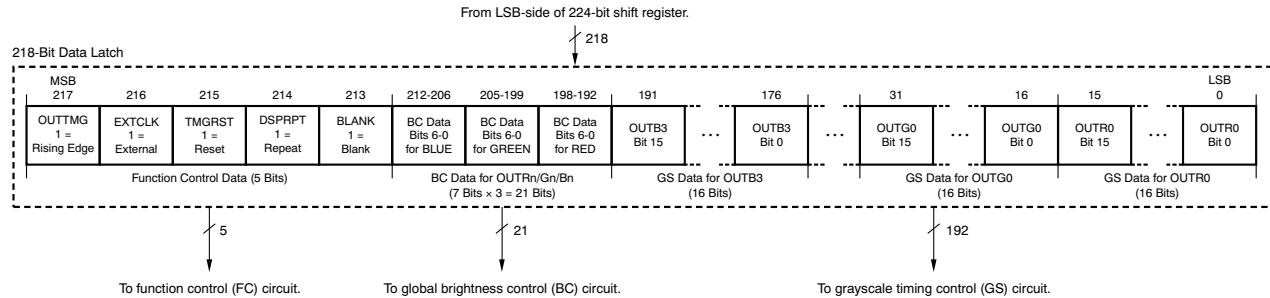 From LSB-side of 224-bit shift register.
218
218-Bit Data Latch
MSB
LSB
217 216 215 214 213 212-206 205-199 198-192 191 176 31 16 15 0
OUTTMG EXTCLK TMGRST DSPRPT BLANK BC Data BC Data BC Data OUTB3 OUTB3 OUTG0 OUTG0 OUTR0 OUTR0
1 = 1 = 1 = 1 = 1 = Bits 6-0 Bits 6-0 Bits 6-0 Bit 15 ... Bit 0 ... Bit 15 ... Bit 0 Bit 15 ... Bit 0
Rising Edge External Reset Repeat Blank for BLUE for GREEN for RED
Function Control Data (5 Bits) BC Data for OUTRn/Gn/Bn GS Data for OUTB3 GS Data for OUTG0 GS Data for OUTR0
(7 Bits × 3 = 21 Bits) (16 Bits) (16 Bits) (16 Bits)
5 21 192
To function control (FC) circuit. To global brightness control (BC) circuit. To grayscale timing control (GS) circuit.